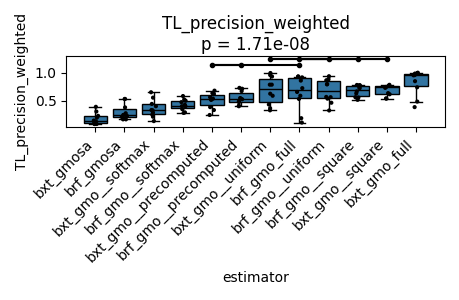 TL_precision_weighted
p = 1.71e-08
TL_precision_weighted
1.0
0.5
bxt_gmosa
brf_gmosa
bxt_gmo__softmax
brf_gmo__softmax
bxt_gmo__precomputed
brf_gmo__precomputed
bxt_gmo__uniform
brf_gmo_full
brf_gmo__uniform
brf_gmo__square
bxt_gmo__square
bxt_gmo_full
estimator